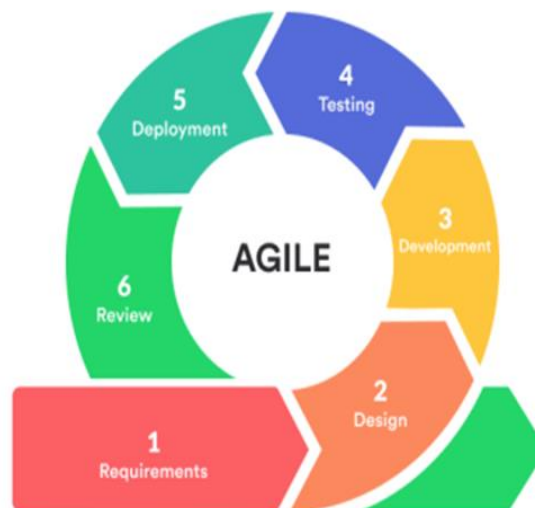 AGILE
1
Requirements
2
Design
3
Development
4
Testing
5
Deployment
6
Review